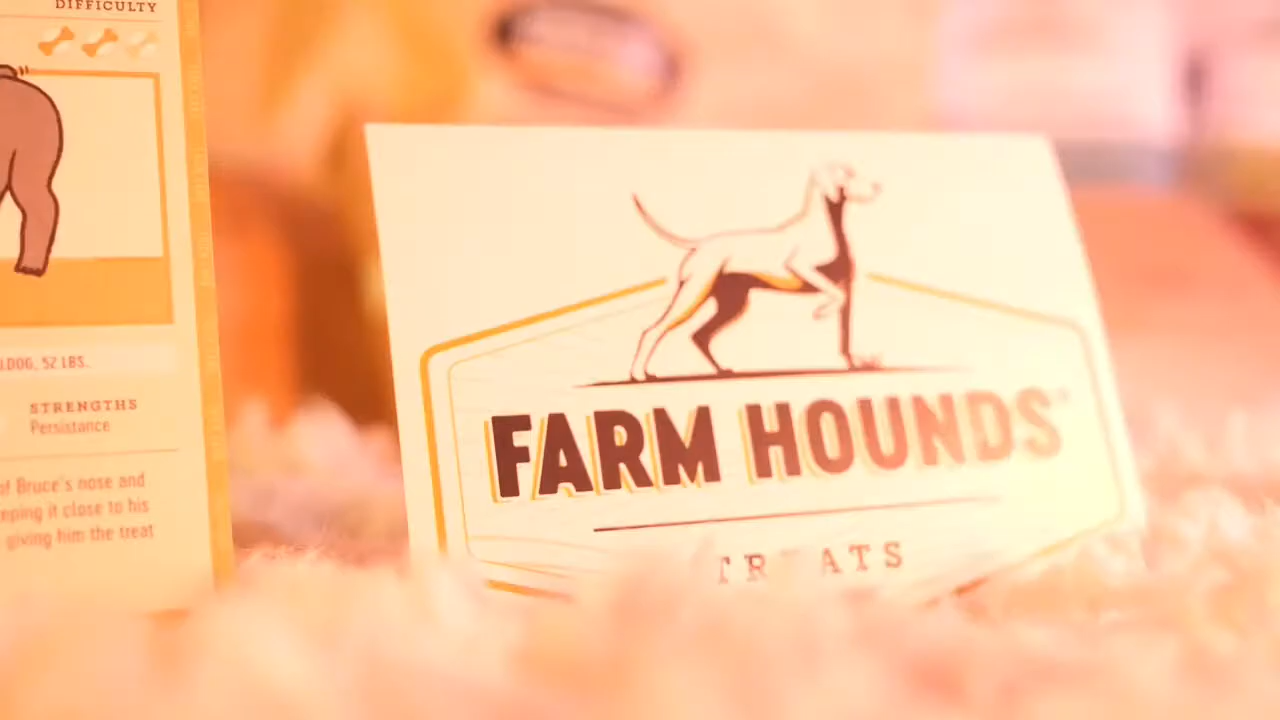 DIFFICULTY
LDOG, 52 LBS.
STRENGTHS
Persistance
of Bruce's nose and
eping it close to his
giving him the treat
FARM HOUNDS
TREATS